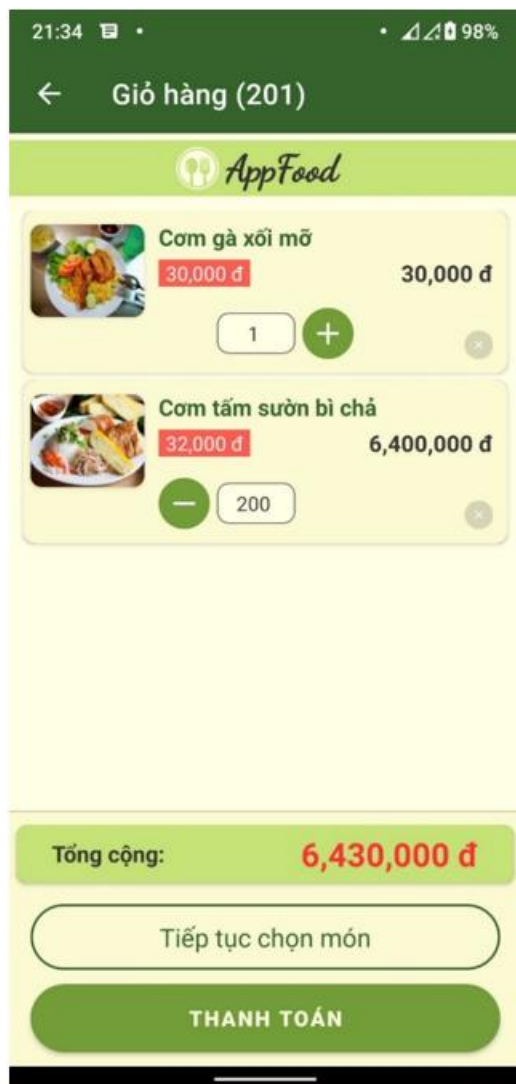 21:34
98%
Giỏ hàng (201)
AppFood
Cơm gà xối mỡ
30,000 đ
30,000 đ
1
Cơm tấm sườn bì chả
32,000 đ
6,400,000 đ
200
Tổng cộng:
6,430,000 đ
Tiếp tục chọn món
THANH TOÁN